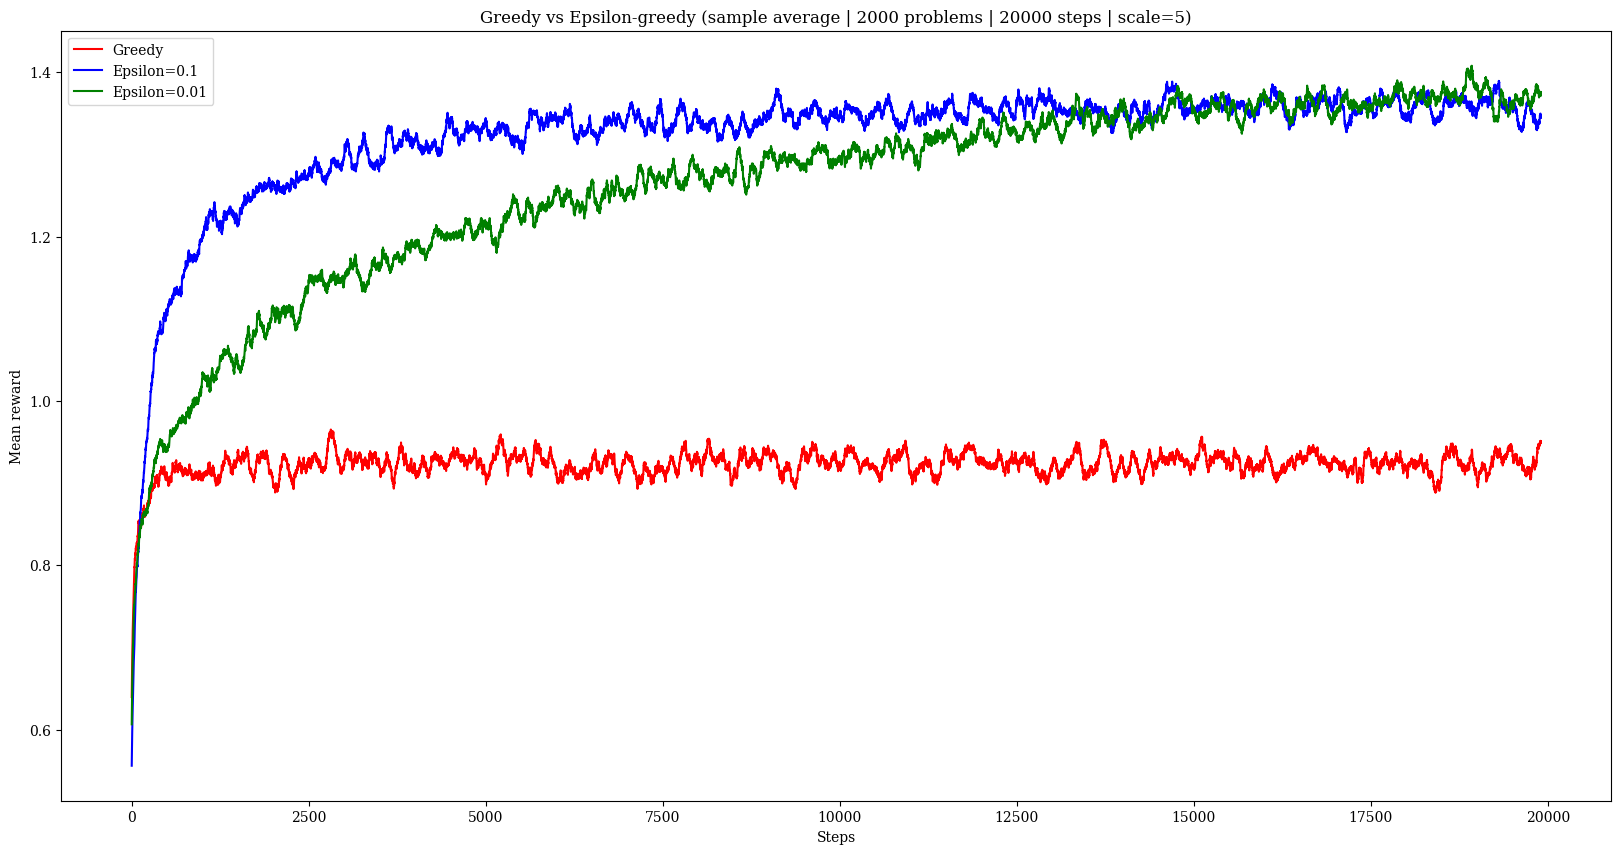 Greedy vs Epsilon-greedy (sample average | 2000 problems | 20000 steps | scale=5)
Greedy
Epsilon=0.1
Epsilon=0.01
1.4
1.2
1.0
0.8
0.6
Mean reward
0 2500 5000 7500 10000 12500 15000 17500 20000
Steps